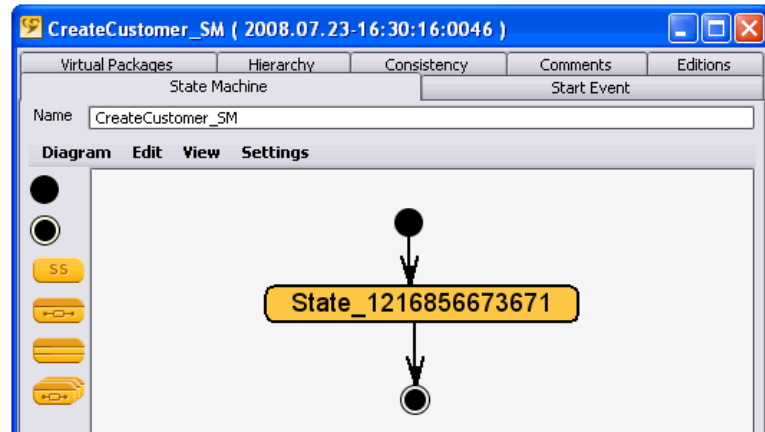 CreateCustomer_SM ( 2008.07.23-16:30:16:0046 )
Virtual Packages Hierarchy Consistency Comments Editions
State Machine Start Event
Name CreateCustomer_SM
Diagram Edit View Settings
SS
State_1216856673671